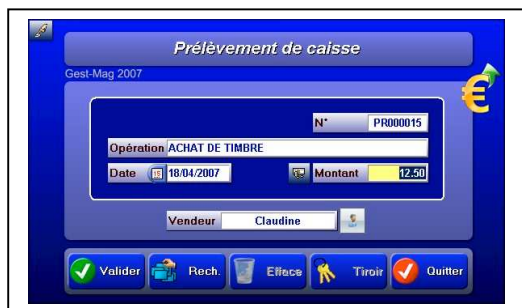 Prélèvement de caisse
Gest-Mag 2007
N° PR000015
Opération ACHAT DE TIMBRE
Date 15 18/04/2007 Montant 12.50
Vendeur Claudine
Valider Rech. Efface Tiroir Quitter